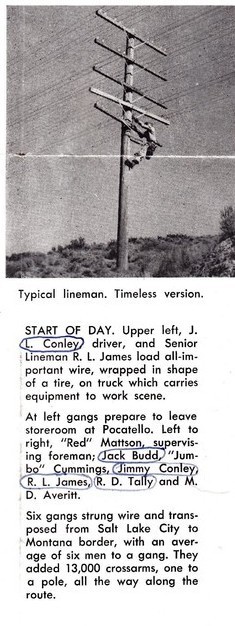 Typical lineman. Timeless version.
START OF DAY. Upper left, J.
L. Conley, driver, and Senior
Lineman R. L. James load all-im-
portant wire, wrapped in shape
of a tire, on truck which carries
equipment to work scene.
At left gangs prepare to leave
storeroom at Pocatello. Left to
right, "Red" Mattson, supervis-
ing foreman; Jack Budd, "Jum-
bo" Cummings, Jimmy Conley,
R. L. James, R. D. Tally and M.
D. Averitt.
Six gangs strung wire and trans-
posed from Salt Lake City to
Montana border, with an aver-
age of six men to a gang. They
added 13,000 crossarms, one to
a pole, all the way along the
route.